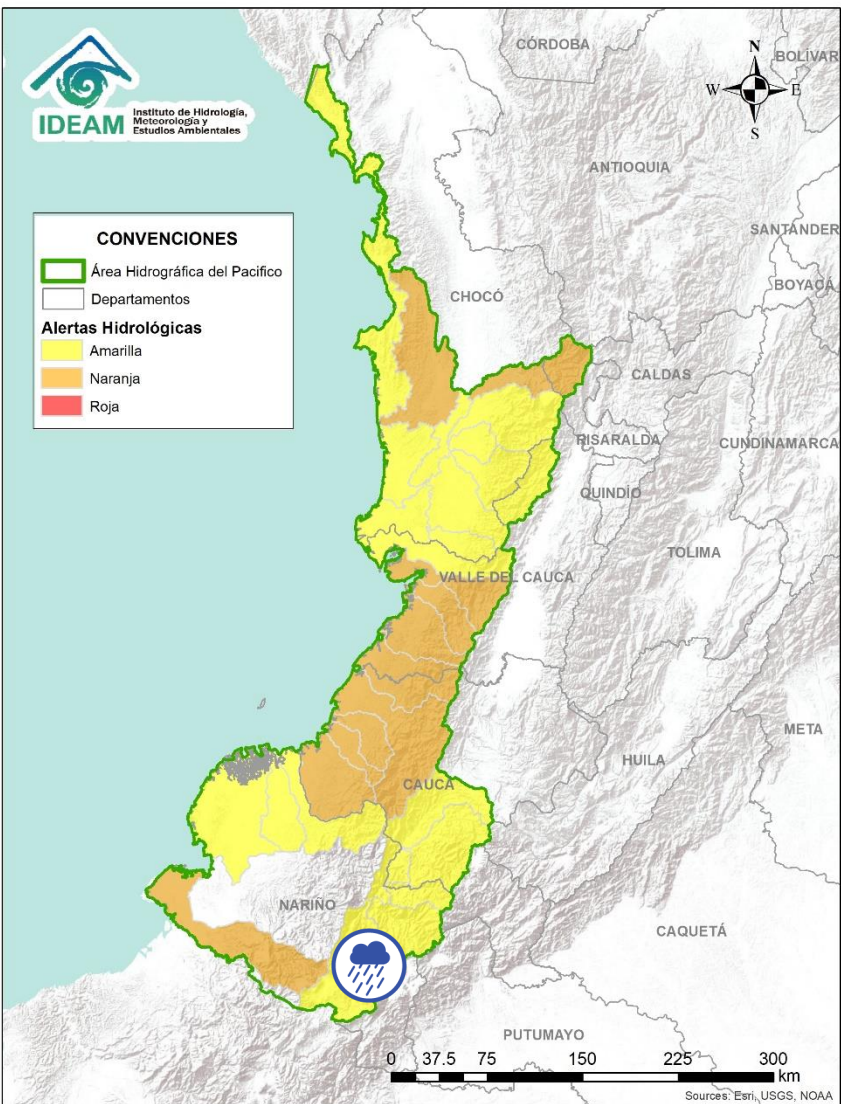 IDEAM
Instituto de Hidrología,
Meteorología y
Estudios Ambientales
N
W
E
S
CÓRDOBA
BOLÍVAR
ANTIOQUIA
SANTANDER
BOYACÁ
CHOCÓ
CALDAS
RISARALDA
CUNDINAMARCA
QUINDÍO
TOLIMA
VALLE DEL CAUCA
META
HUILA
CAUCA
NARIÑO
CAQUETÁ
PUTUMAYO
CONVENCIONES
Área Hidrográfica del Pacifico
Departamentos
Alertas Hidrológicas
Amarilla
Naranja
Roja
0 37.5 75 150 225 300
km
Sources: Esri, USGS, NOAA